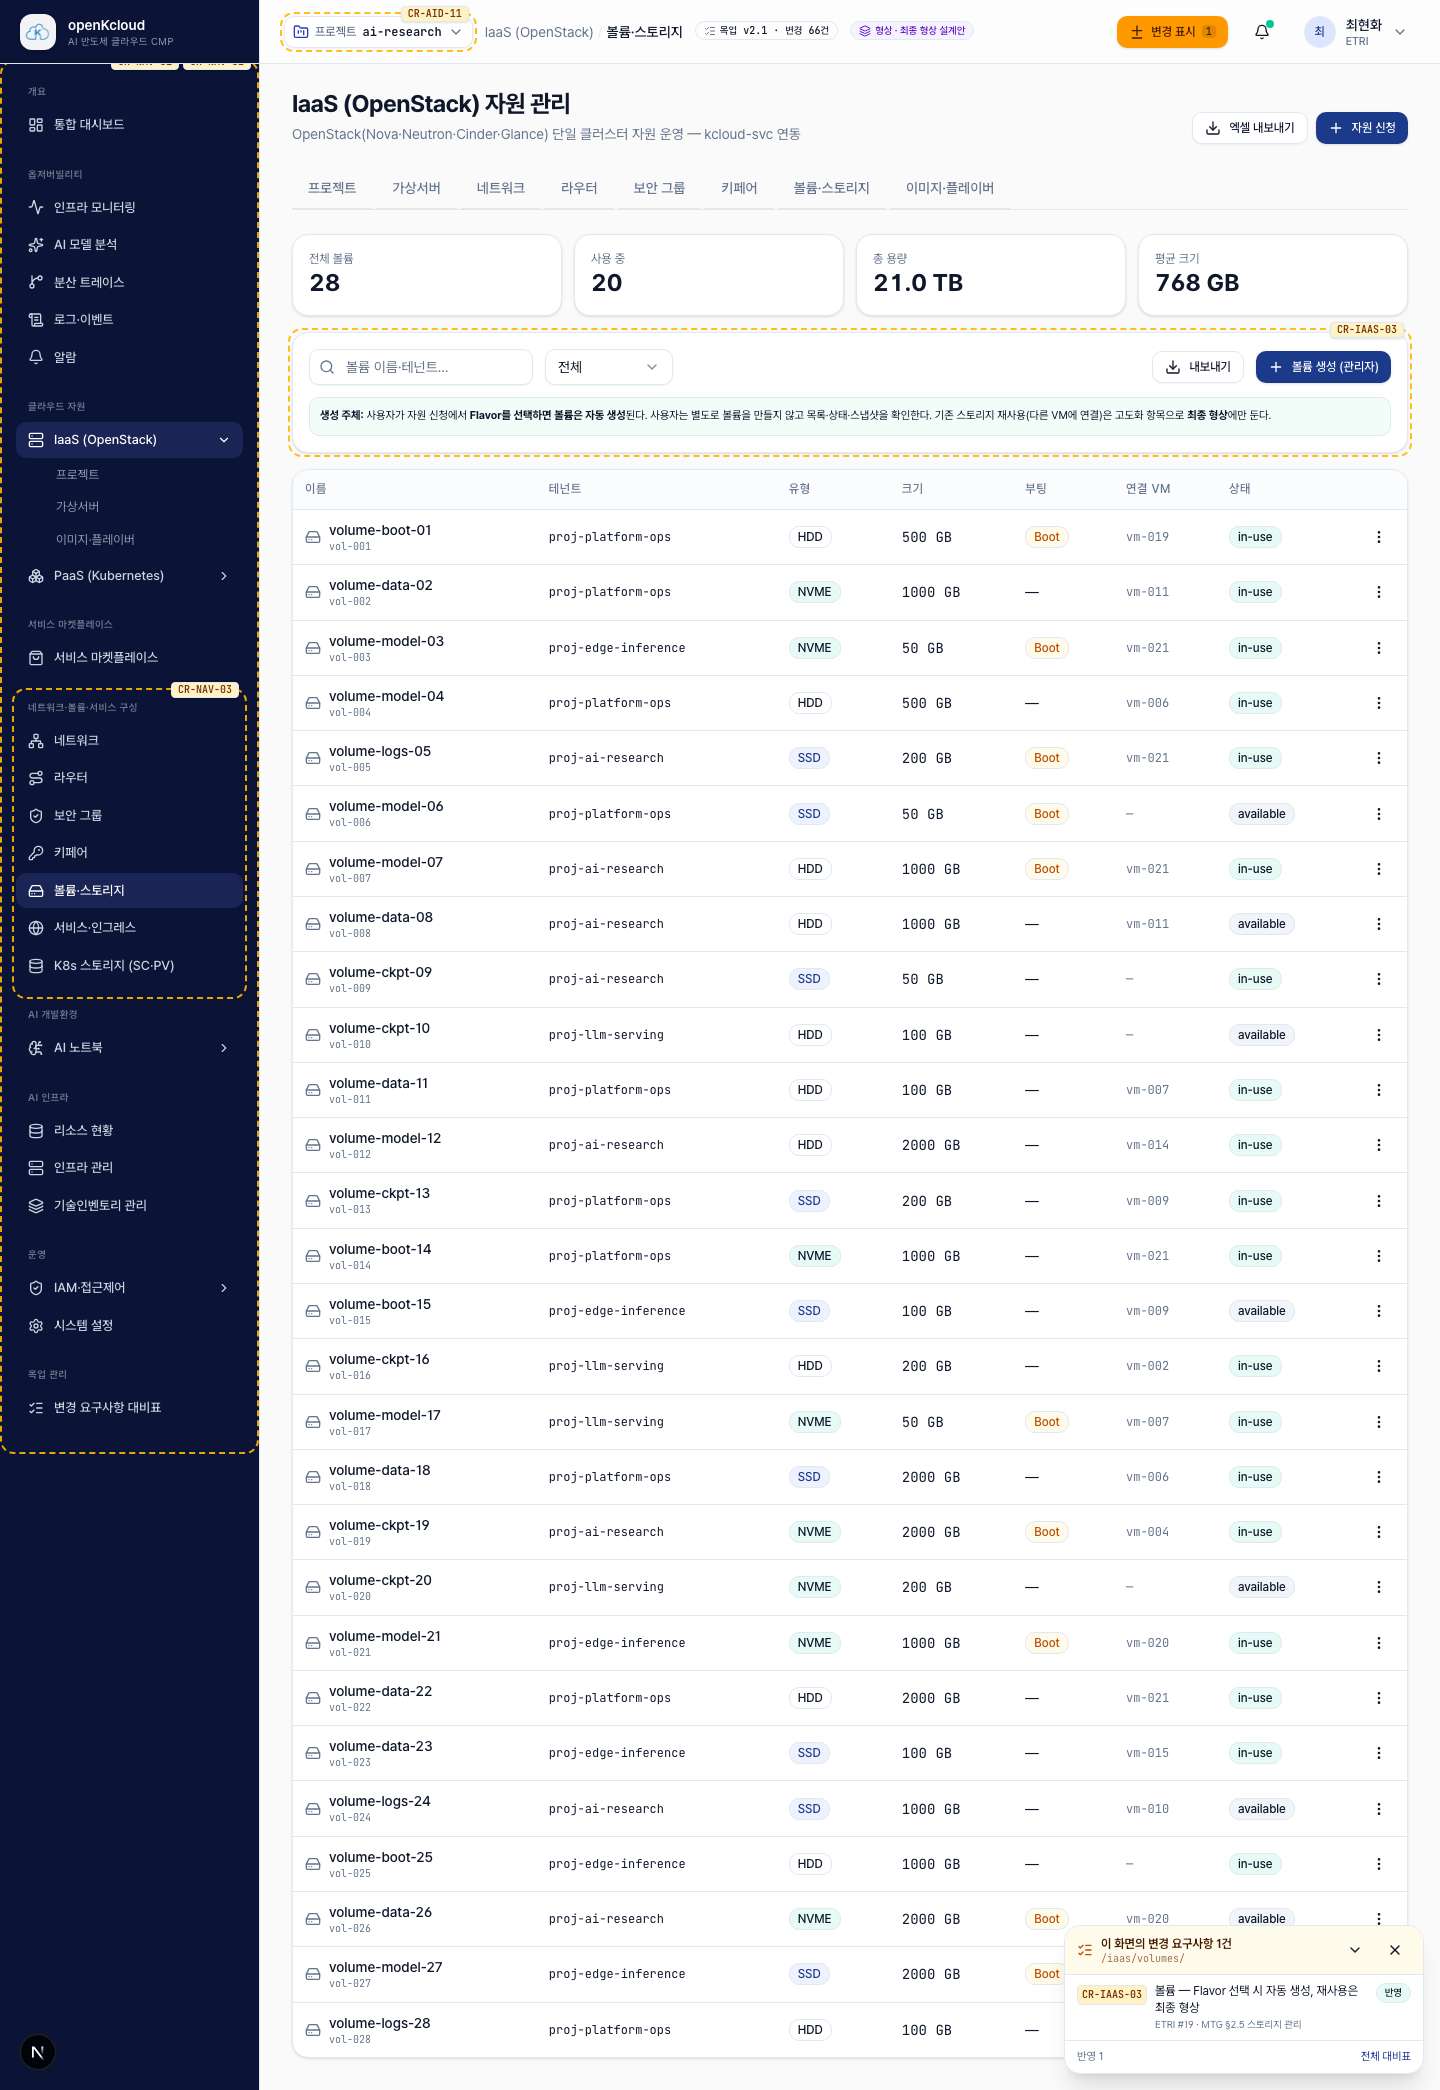 openKcloud
AI 반도체 클라우드 CMP
프로젝트 ai-research
CR-AID-11
IaaS (OpenStack) / 볼륨·스토리지
목업 v2.1 · 변경 66건
형상 · 최종 형상 설계안
변경 표시 1
최
최현화
ETRI
개요
통합 대시보드
옵저버빌리티
인프라 모니터링
AI 모델 분석
분산 트레이스
로그·이벤트
알람
클라우드 자원
IaaS (OpenStack)
프로젝트
가상서버
이미지·플레이버
PaaS (Kubernetes)
서비스 마켓플레이스
서비스 마켓플레이스
CR-NAV-03
네트워크·볼륨·서비스 구성
네트워크
라우터
보안 그룹
키페어
볼륨·스토리지
서비스·인그레스
K8s 스토리지 (SC·PV)
AI 개발환경
AI 노트북
AI 인프라
리소스 현황
인프라 관리
기술인벤토리 관리
운영
IAM·접근제어
시스템 설정
목업 관리
변경 요구사항 대비표
N
IaaS (OpenStack) 자원 관리
OpenStack(Nova·Neutron·Cinder·Glance) 단일 클러스터 자원 운영 — kcloud-svc 연동
엑셀 내보내기
자원 신청
프로젝트 가상서버 네트워크 라우터 보안 그룹 키페어 볼륨·스토리지 이미지·플레이버
전체 볼륨
28
사용 중
20
총 용량
21.0 TB
평균 크기
768 GB
CR-IAAS-03
볼륨 이름·테넌트...
전체
내보내기
볼륨 생성 (관리자)
생성 주체: 사용자가 자원 신청에서 Flavor를 선택하면 볼륨은 자동 생성된다. 사용자는 별도로 볼륨을 만들지 않고 목록·상태·스냅샷을 확인한다. 기존 스토리지 재사용(다른 VM에 연결)은 고도화 항목으로 최종 형상에만 둔다.
이름 테넌트 유형 크기 부팅 연결 VM 상태
volume-boot-01 proj-platform-ops HDD 500 GB Boot vm-019 in-use
vol-001
volume-data-02 proj-platform-ops NVME 1000 GB — vm-011 in-use
vol-002
volume-model-03 proj-edge-inference NVME 50 GB Boot vm-021 in-use
vol-003
volume-model-04 proj-platform-ops HDD 500 GB — vm-006 in-use
vol-004
volume-logs-05 proj-ai-research SSD 200 GB Boot vm-021 in-use
vol-005
volume-model-06 proj-platform-ops SSD 50 GB Boot — available
vol-006
volume-model-07 proj-ai-research HDD 1000 GB Boot vm-021 in-use
vol-007
volume-data-08 proj-ai-research HDD 1000 GB — vm-011 available
vol-008
volume-ckpt-09 proj-ai-research SSD 50 GB — — in-use
vol-009
volume-ckpt-10 proj-llm-serving HDD 100 GB — — available
vol-010
volume-data-11 proj-platform-ops HDD 100 GB — vm-007 in-use
vol-011
volume-model-12 proj-ai-research HDD 2000 GB — vm-014 in-use
vol-012
volume-ckpt-13 proj-platform-ops SSD 200 GB — vm-009 in-use
vol-013
volume-boot-14 proj-platform-ops NVME 1000 GB — vm-021 in-use
vol-014
volume-boot-15 proj-edge-inference SSD 100 GB — vm-009 available
vol-015
volume-ckpt-16 proj-llm-serving HDD 200 GB — vm-002 in-use
vol-016
volume-model-17 proj-llm-serving NVME 50 GB Boot vm-007 in-use
vol-017
volume-data-18 proj-platform-ops SSD 2000 GB — vm-006 in-use
vol-018
volume-ckpt-19 proj-ai-research NVME 2000 GB Boot vm-004 in-use
vol-019
volume-ckpt-20 proj-llm-serving NVME 200 GB — — available
vol-020
volume-model-21 proj-edge-inference NVME 1000 GB Boot vm-020 in-use
vol-021
volume-data-22 proj-platform-ops HDD 2000 GB — vm-021 in-use
vol-022
volume-data-23 proj-edge-inference SSD 100 GB — vm-015 in-use
vol-023
volume-logs-24 proj-ai-research SSD 1000 GB — vm-010 available
vol-024
volume-boot-25 proj-edge-inference HDD 1000 GB — — in-use
vol-025
volume-data-26 proj-ai-research NVME 2000 GB Boot vm-020 available
vol-026
volume-model-27 proj-edge-inference SSD 2000 GB Boot
vol-027
volume-logs-28 proj-platform-ops HDD 100 GB —
vol-028
이 화면의 변경 요구사항 1건
/iaas/volumes/
CR-IAAS-03 볼륨 — Flavor 선택 시 자동 생성, 재사용은 최종 형상 반영
ETRI #19 · MTG §2.5 스토리지 관리
반영 1
전체 대비표